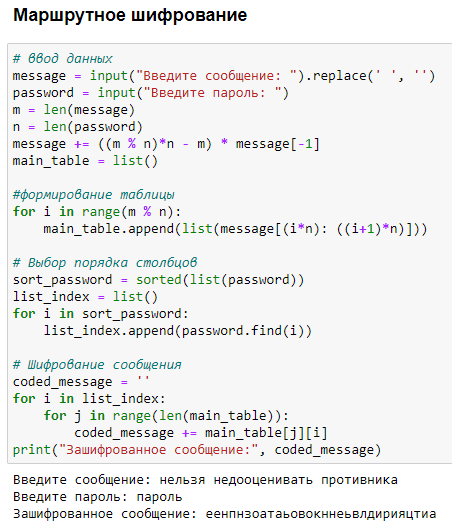 Маршрутное шифрование
# ввод данных
message = input("Введите сообщение: ").replace(' ', '')
password = input("Введите пароль: ")
m = len(message)
n = len(password)
message += ((m % n)*n - m) * message[-1]
main_table = list()
#формирование таблицы
for i in range(m % n):
    main_table.append(list(message[(i*n): ((i+1)*n)]))
# Выбор порядка столбцов
sort_password = sorted(list(password))
list_index = list()
for i in sort_password:
    list_index.append(password.find(i))
# Шифрование сообщения
coded_message = ''
for i in list_index:
    for j in range(len(main_table)):
        coded_message += main_table[j][i]
print("Зашифрованное сообщение:", coded_message)
Введите сообщение: нельзя недооценивать противника
Введите пароль: пароль
Зашифрованное сообщение: еенпнзоатаьовокннеьвлдирияцтиа